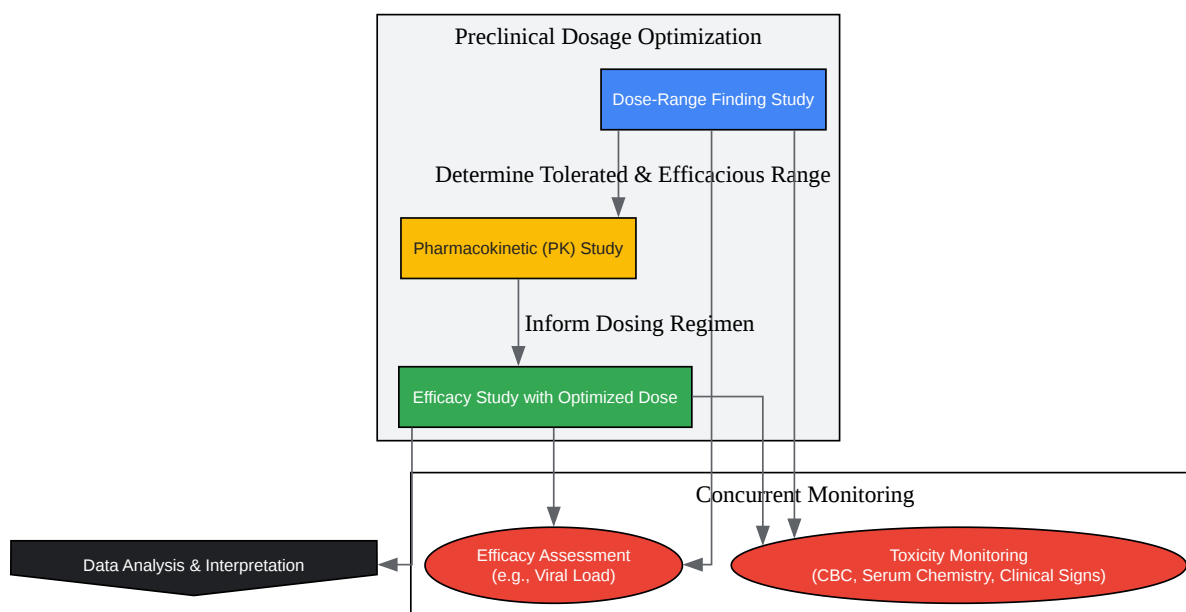 Preclinical Dosage Optimization
Dose-Range Finding Study
Determine Tolerated & Efficacious Range
Pharmacokinetic (PK) Study
Inform Dosing Regimen
Efficacy Study with Optimized Dose
Concurrent Monitoring
Data Analysis & Interpretation
Efficacy Assessment
(e.g., Viral Load)
Toxicity Monitoring
(CBC, Serum Chemistry, Clinical Signs)